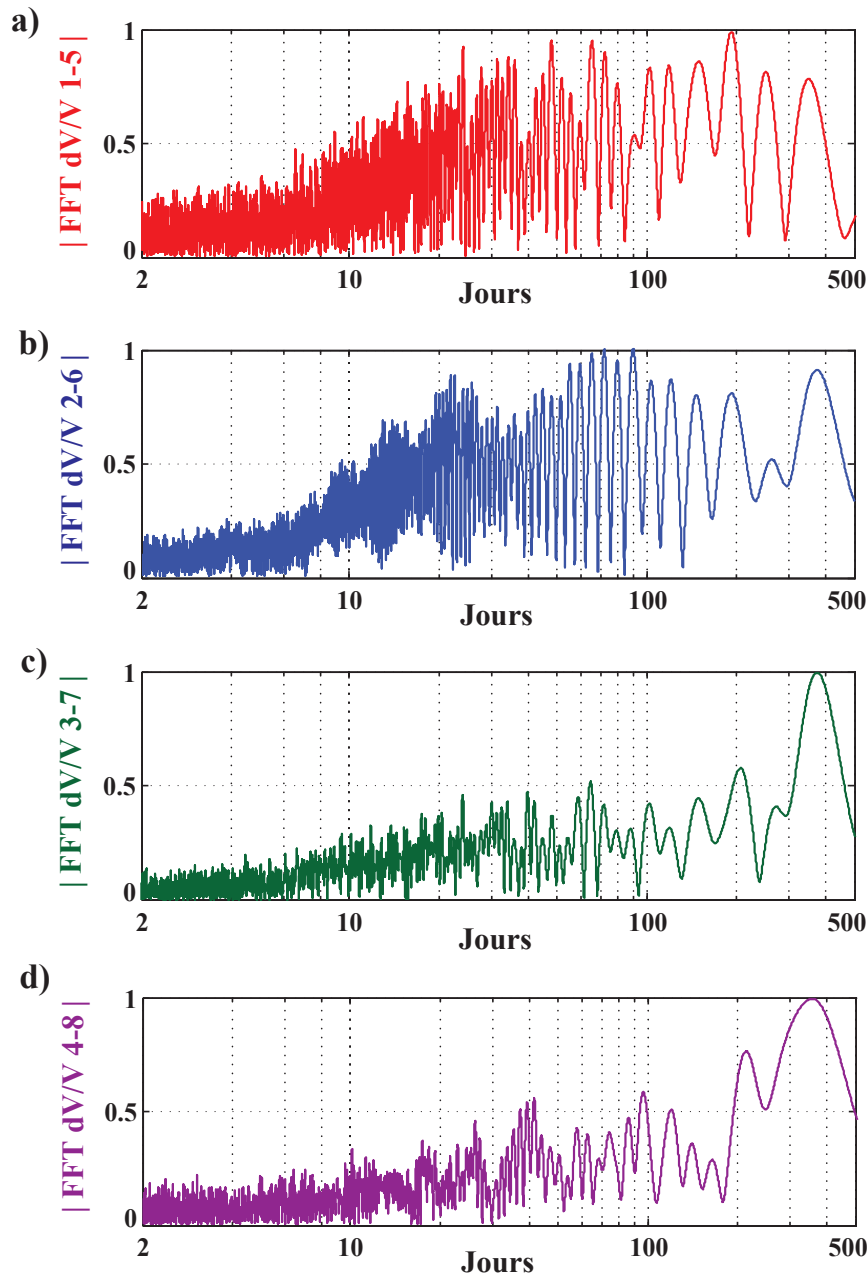 a)
| FFT dV/V 1-5 |
1
0.5
0
2 10 100 500
Jours
b)
| FFT dV/V 2-6 |
1
0.5
0
2 10 100 500
Jours
c)
| FFT dV/V 3-7 |
1
0.5
0
2 10 100 500
Jours
d)
| FFT dV/V 4-8 |
1
0.5
0
2 10 100 500
Jours